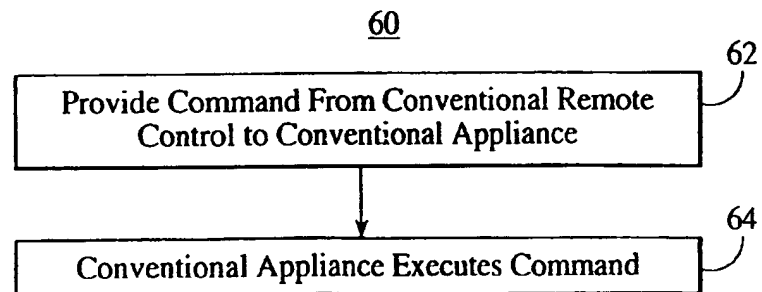 60
62
Provide Command From Conventional Remote
Control to Conventional Appliance
64
Conventional Appliance Executes Command